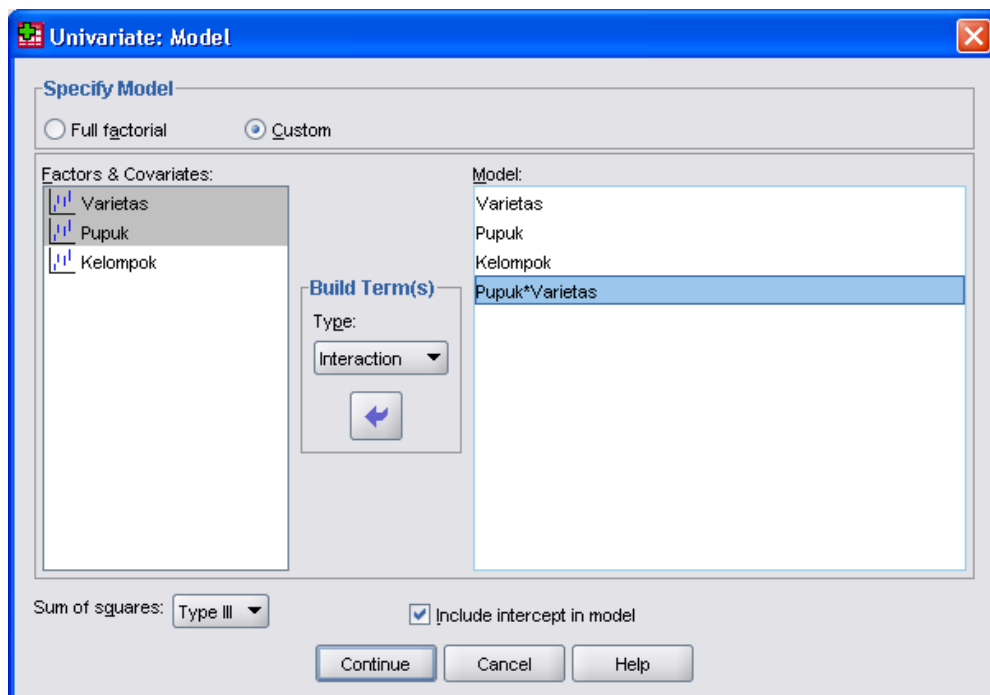 Univariate: Model
Specify Model
Full factorial
Custom
Factors & Covariates:
Varietas
Pupuk
Kelompok
Build Term(s)
Type:
Interaction
Model:
Varietas
Pupuk
Kelompok
Pupuk*Varietas
Sum of squares:
Type III
Include intercept in model
Continue
Cancel
Help